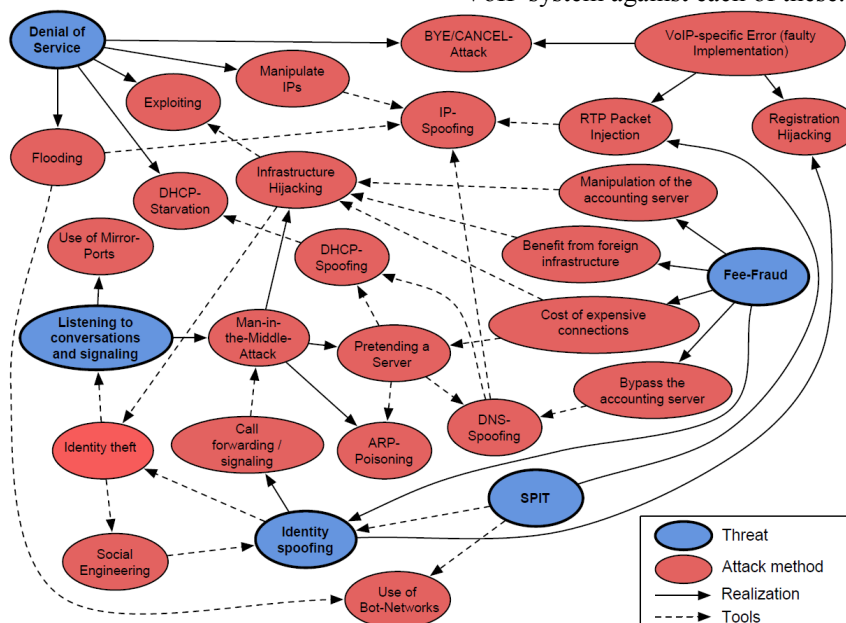 VoIP system against each of these.
Denial of
Service
BYE/CANCEL-
Attack
VoIP-specific Error (faulty
Implementation)
Manipulate
IPs
Exploiting
IP-
Spoofing
RTP Packet
Injection
Registration
Hijacking
Flooding
Infrastructure
Hijacking
DHCP-
Starvation
Manipulation of the
accounting server
Use of Mirror-
Ports
DHCP-
Spoofing
Benefit from foreign
infrastructure
Fee-Fraud
Listening to
conversations
and signaling
Man-in
the-Middle-
Attack
Pretending a
Server
Cost of expensive
connections
Bypass the
accounting server
Identity theft
Call
forwarding /
signaling
ARP-
Poisoning
DNS-
Spoofing
SPIT
Identity
spoofing
Social
Engineering
Use of
Bot-Networks
Threat
Attack method
Realization
Tools